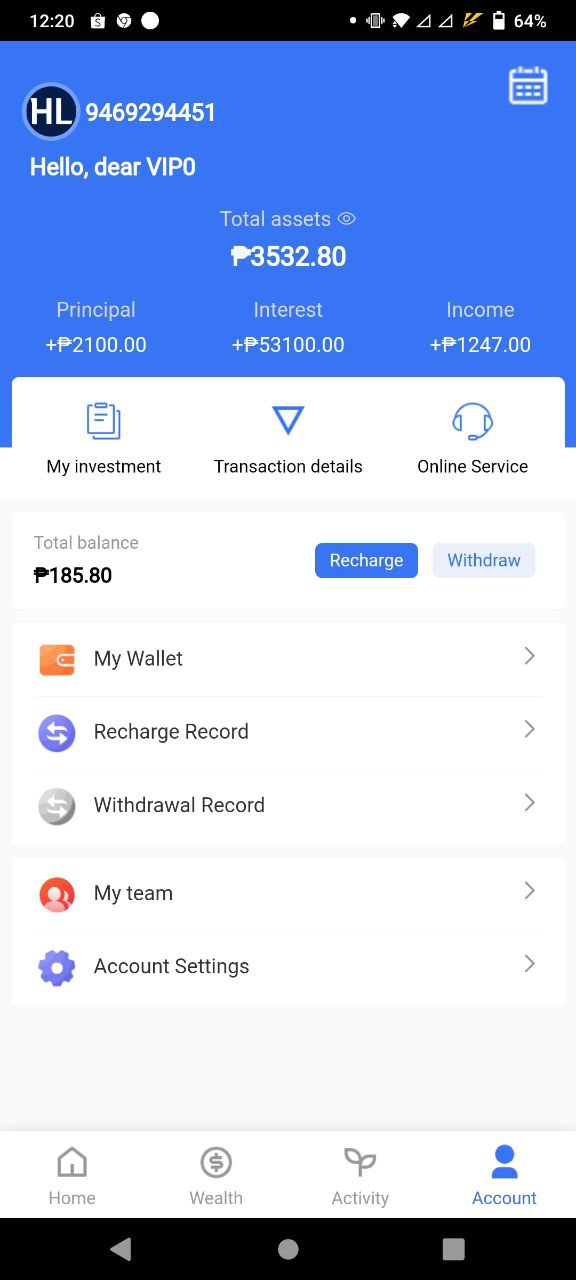 12:20 64%
HL 9469294451
Hello, dear VIP0
Total assets
₱3532.80
Principal Interest Income
+₱2100.00 +₱53100.00 +₱1247.00
My investment Transaction details Online Service
Total balance
₱185.80
Recharge Withdraw
My Wallet
Recharge Record
Withdrawal Record
My team
Account Settings
Home Wealth Activity Account